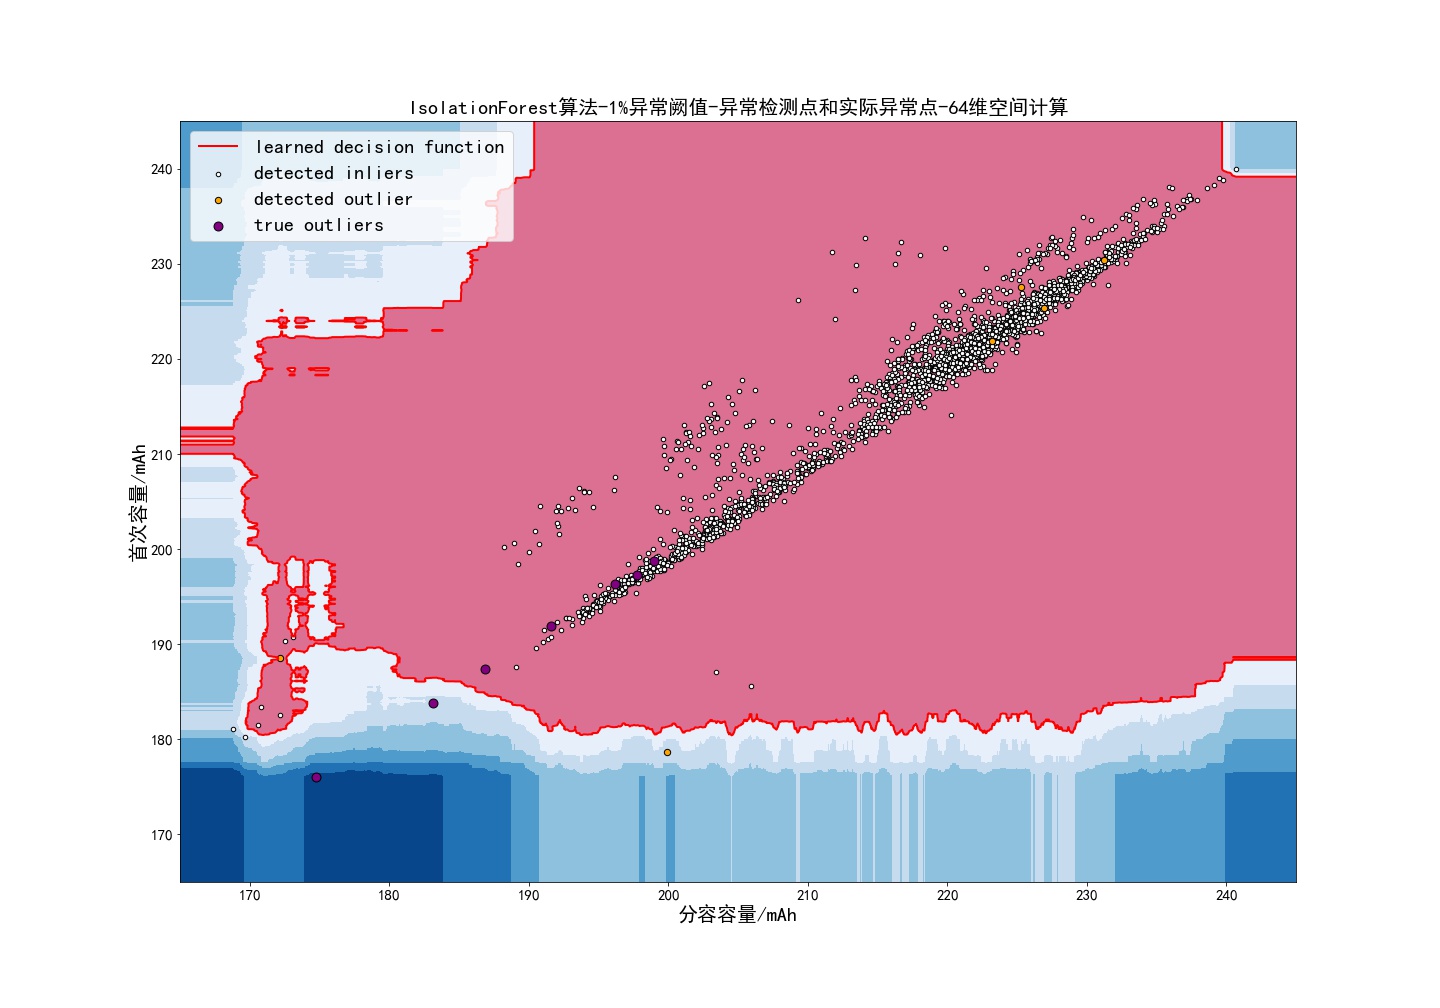 IsolationForest算法-1%异常阙值-异常检测点和实际异常点-64维空间计算
learned decision function
detected inliers
detected outlier
true outliers
240
230
220
210
200
190
180
170
首次容量/mAh
170
180
190
200
210
220
230
240
分容容量/mAh